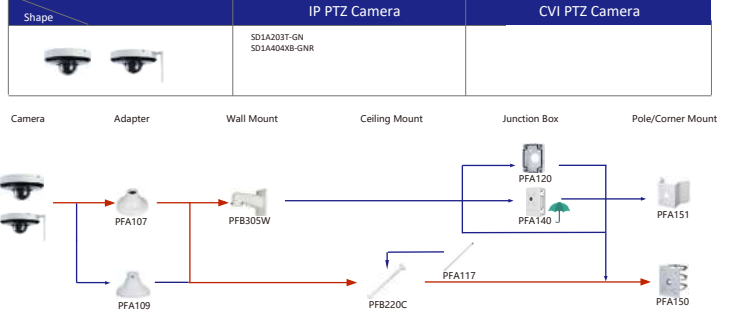 Shape
IP PTZ Camera
CVI PTZ Camera
SD1A203T-GN
SD1A404XB-GNR
Camera
Adapter
Wall Mount
Ceiling Mount
Junction Box
Pole/Corner Mount
PFA120
PFA107
PFB305W
PFA140
PFA151
PFA117
PFA109
PFB220C
PFA150